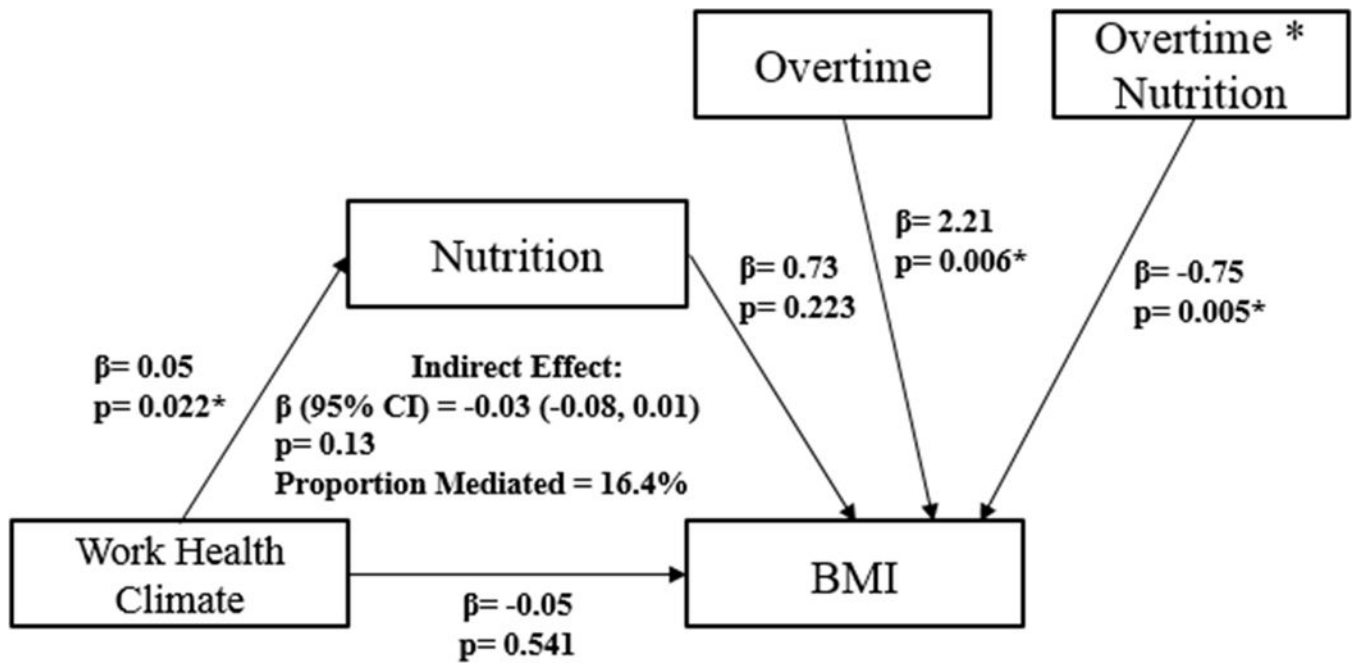 Overtime
Overtime *
Nutrition
Nutrition
β= 2.21
p= 0.006*
β= 0.73
p= 0.223
β= -0.75
p= 0.005*
β= 0.05
p= 0.022*
Indirect Effect:
β (95% CI) = -0.03 (-0.08, 0.01)
p= 0.13
Proportion Mediated = 16.4%
Work Health
Climate
BMI
β= -0.05
p= 0.541